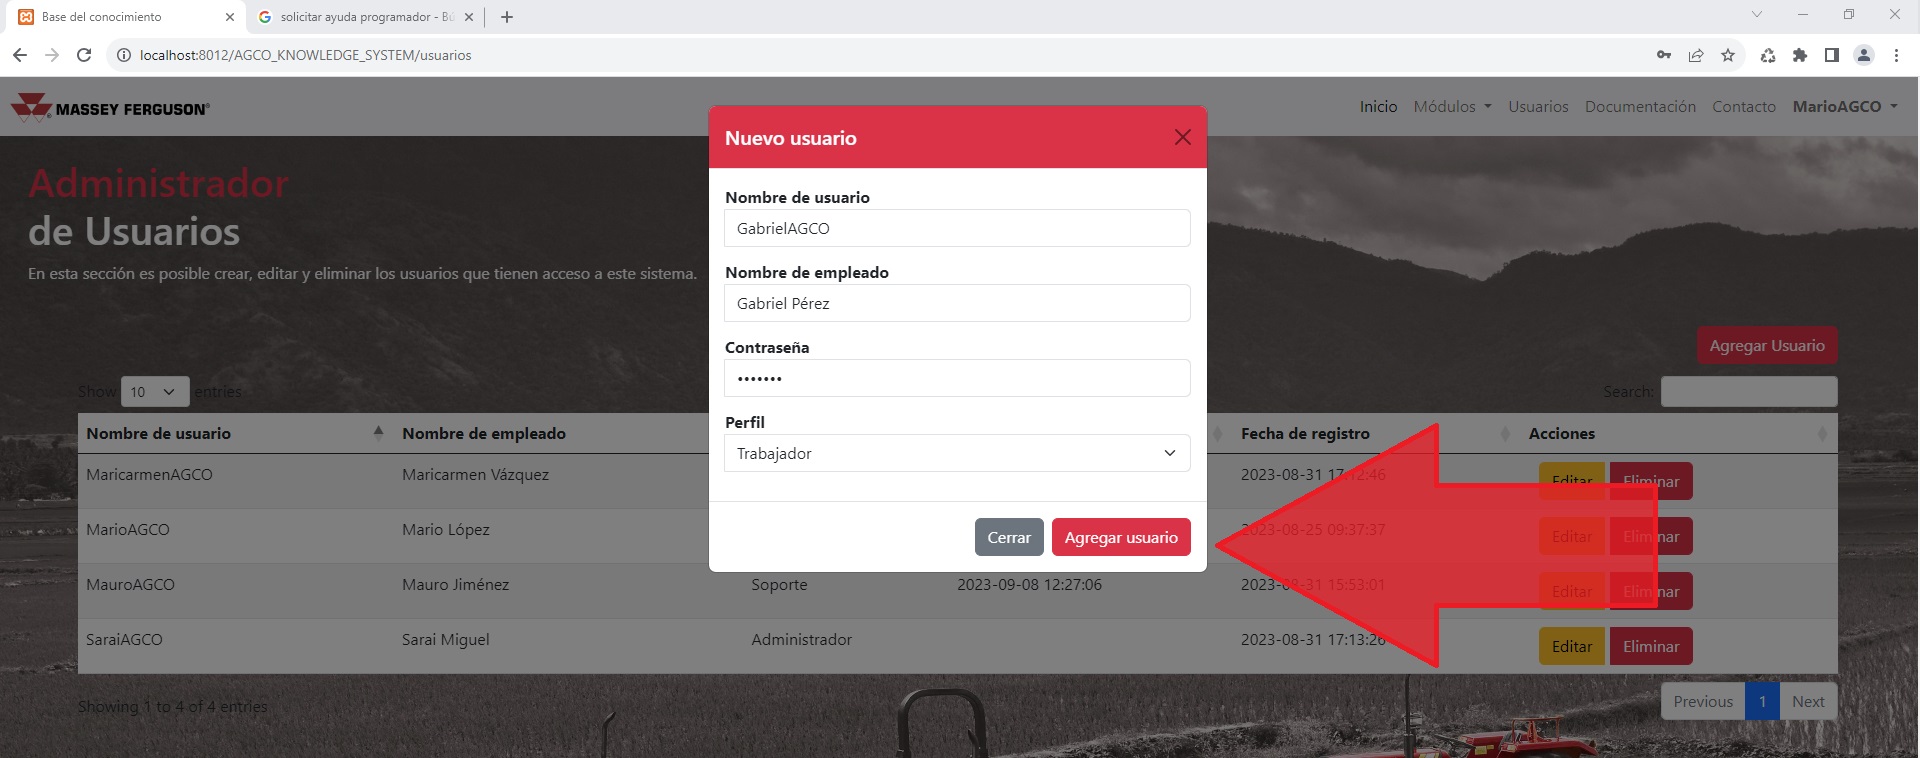 Base del conocimiento
solicitar ayuda programador - Bú
localhost:8012/AGCO_KNOWLEDGE_SYSTEM/usuarios
MASSEY FERGUSON®
Inicio Módulos Usuarios Documentación Contacto MarioAGCO
Administrador
de Usuarios
En esta sección es posible crear, editar y eliminar los usuarios que tienen acceso a este sistema.
Nuevo usuario
Nombre de usuario
GabrielAGCO
Nombre de empleado
Gabriel Pérez
Contraseña
•••••••
Perfil
Trabajador
Cerrar Agregar usuario
Agregar Usuario
Show 10 entries
Search:
Nombre de usuario Nombre de empleado Fecha de registro Acciones
MaricarmenAGCO Maricarmen Vázquez 2023-08-31 17:12:46 Editar Eliminar
MarioAGCO Mario López 2023-08-25 09:37:37 Editar Eliminar
MauroAGCO Mauro Jiménez Soporte 2023-09-08 12:27:06 2023-08-31 15:53:01 Editar Eliminar
SaraiAGCO Sarai Miguel Administrador 2023-08-31 17:13:26 Editar Eliminar
Showing 1 to 4 of 4 entries
Previous 1 Next